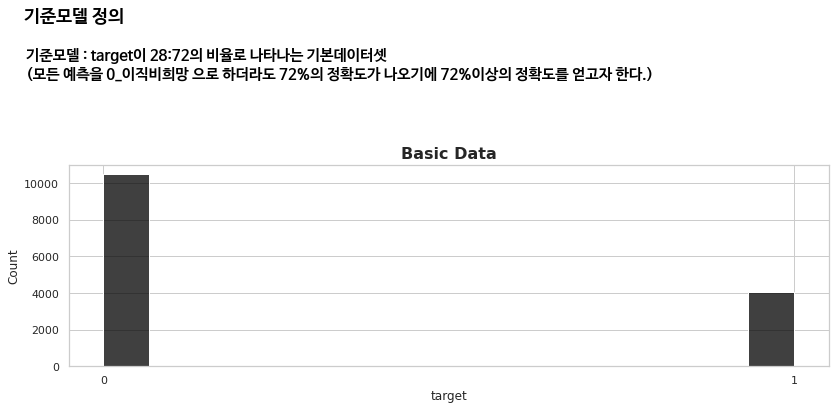 기준모델 정의
기준모델 : target이 28:72의 비율로 나타나는 기본데이터셋
(모든 예측을 0_이직비희망 으로 하더라도 72%의 정확도가 나오기에 72%이상의 정확도를 얻고자 한다.)
Basic Data
10000
8000
6000
4000
2000
0
Count
0 1
target